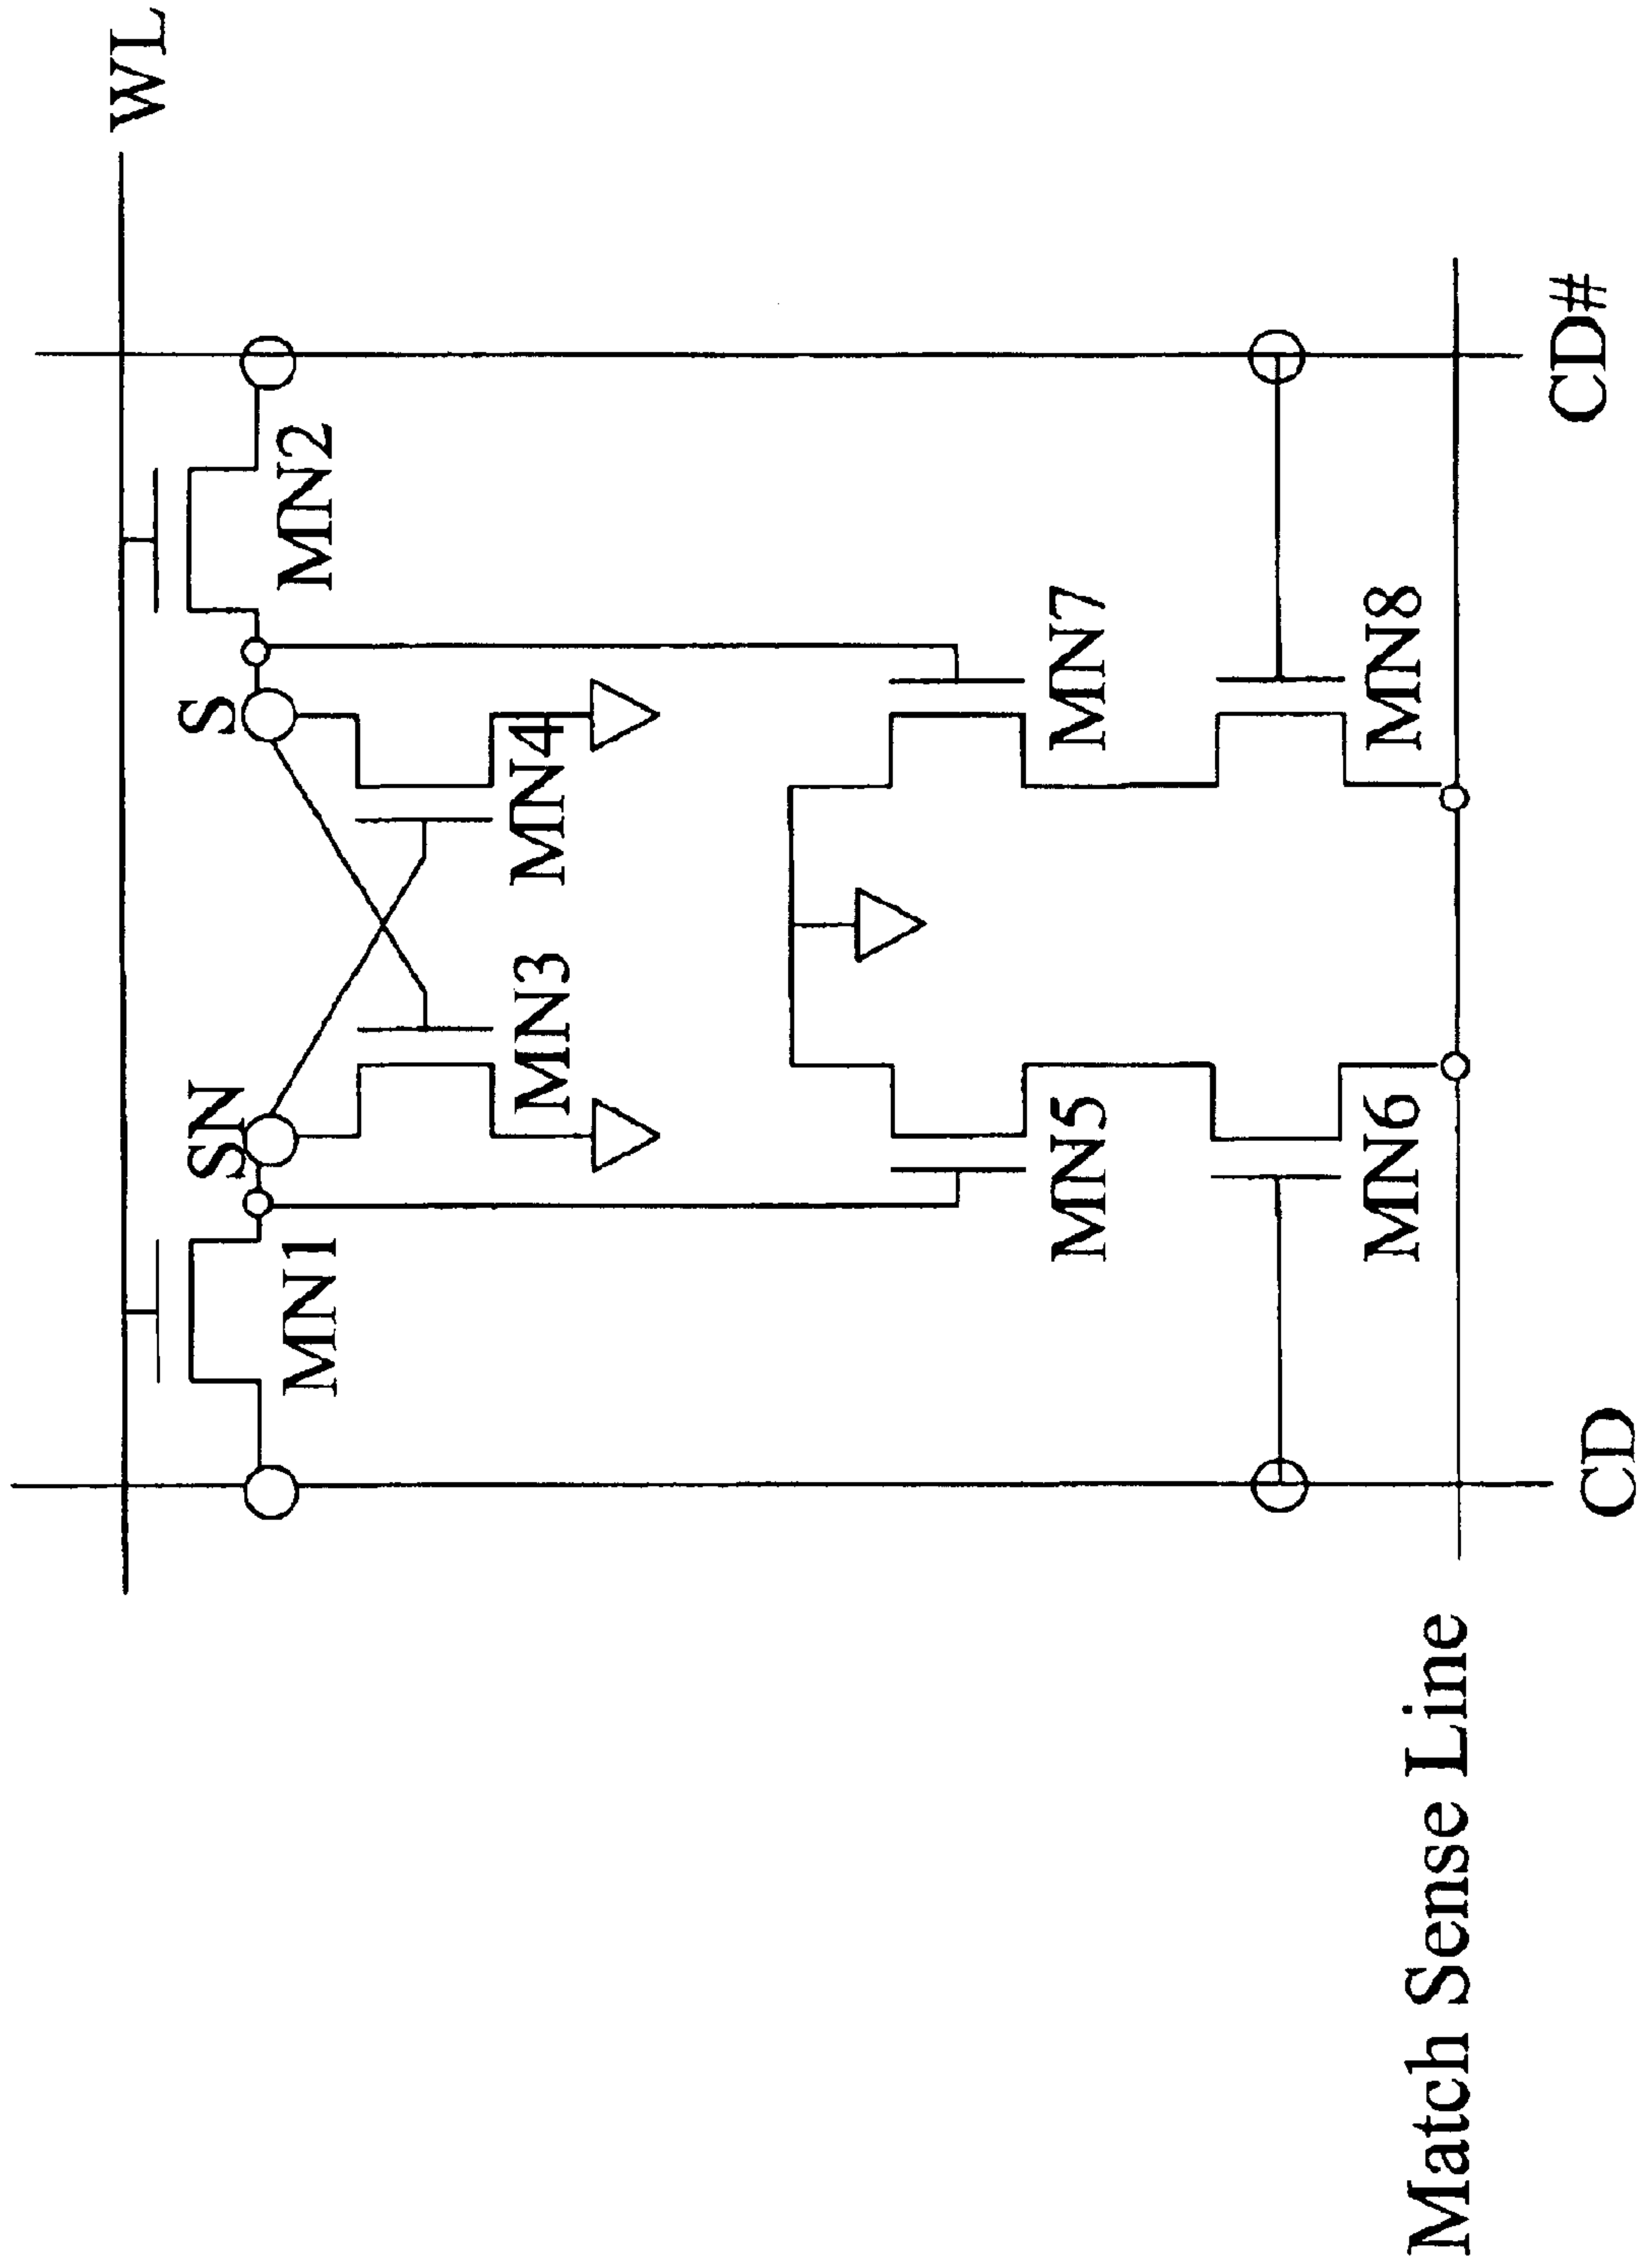 WL
S
SN
MN2
MN1
MN4
MN3
MN7
MN5
MN8
MN6
Match Sense Line
CD#
CD